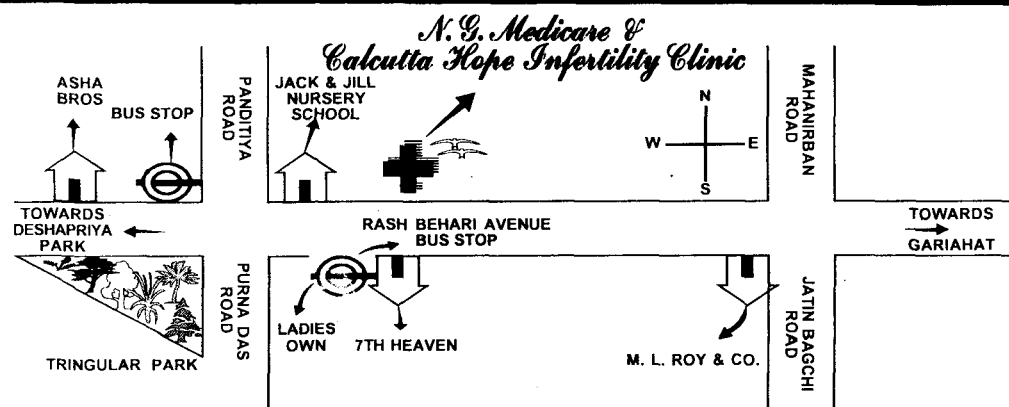 N. G. Medicare &
Calcutta Hope Infertility Clinic
ASHA
BROS
BUS STOP
PANDITIYA
ROAD
JACK & JILL
NURSERY
SCHOOL
N
W
E
S
MAHANIRBAN
ROAD
TOWARDS
DESHAPRIYA
PARK
RASH BEHARI AVENUE
BUS STOP
TOWARDS
GARIAHAT
PURNA DAS
ROAD
LADIES
OWN
7TH HEAVEN
M. L. ROY & CO.
JATIN BAGCHI
ROAD
TRINGULAR PARK